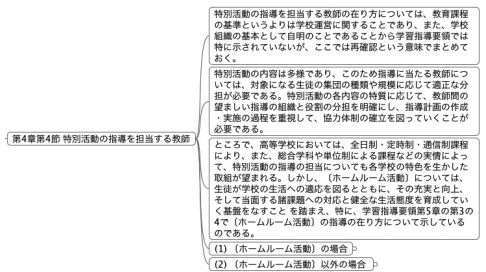 特別活動の指導を担当する教師の在り方については、教育課程
の基準というよりは学校運営に関することであり、また、学校
組織の基本として自明のことであることから学習指導要領では
特に示されていないが、ここでは再確認という意味でまとめて
おく。
特別活動の内容は多様であり、このため指導に当たる教師につ
いては、対象になる生徒の集団の種類や規模に応じて適正な分
担が必要である。特別活動の各内容の特質に応じて、教師間の
望ましい指導の組織と役割の分担を明確にし、指導計画の作成
・実施の過程を重視して、協力体制の確立を図っていくことが
必要である。
第4章第4節 特別活動の指導を担当する教師
ところで、高等学校においては、全日制・定時制・通信制課程
により、また、総合学科や単位制による課程などの実情によっ
て、特別活動の指導の担当についても各学校の特色を生かした
取組が望まれる。しかし、〔ホームルーム活動〕については、
生徒が学校の生活への適応を図るとともに、その充実と向上、
そして当面する諸課題への対応と健全な生活態度を育成してい
く基盤をなすこと を踏まえ、特に、学習指導要領第5章の第3の
4で〔ホームルーム活動〕の指導の在り方について示している
のである。
(1) 〔ホームルーム活動〕の場合
(2) 〔ホームルーム活動〕以外の場合